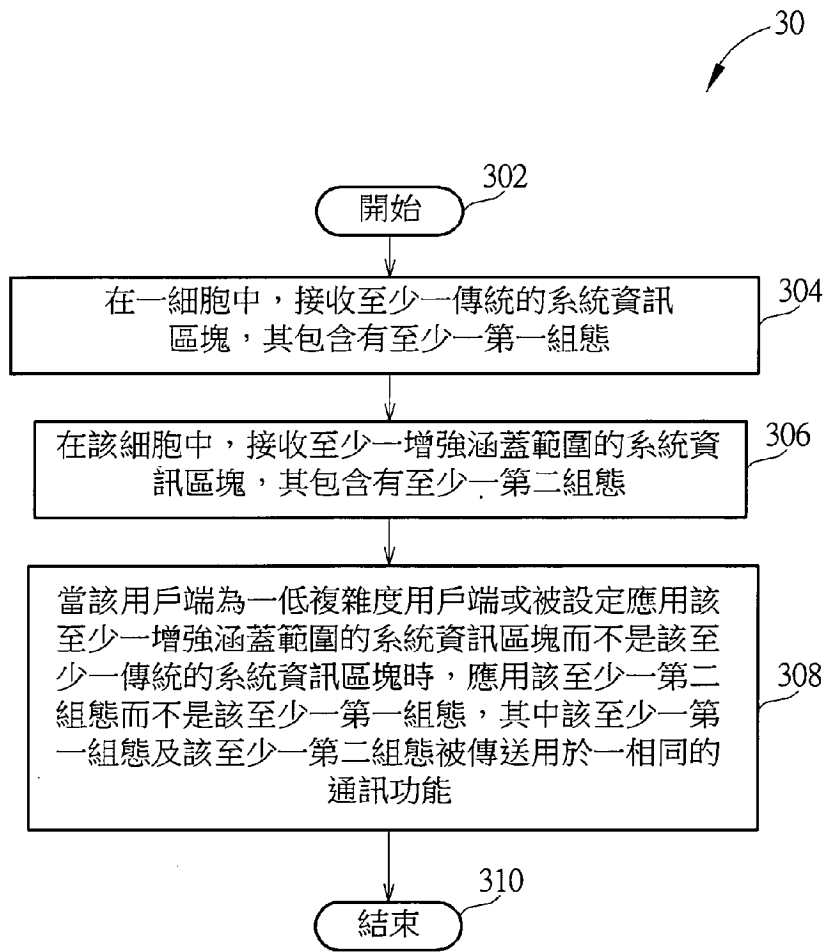 30
302
開始
在一細胞中，接收至少一傳統的系統資訊
區塊，其包含有至少一第一組態
304
在該細胞中，接收至少一增強涵蓋範圍的系統資
訊區塊，其包含有至少一第二組態
306
當該用戶端為一低複雜度用戶端或被設定應用該
至少一增強涵蓋範圍的系統資訊區塊而不是該至
少一傳統的系統資訊區塊時，應用該至少一第二
組態而不是該至少一第一組態，其中該至少一第
一組態及該至少一第二組態被傳送用於一相同的
通訊功能
308
310
結束